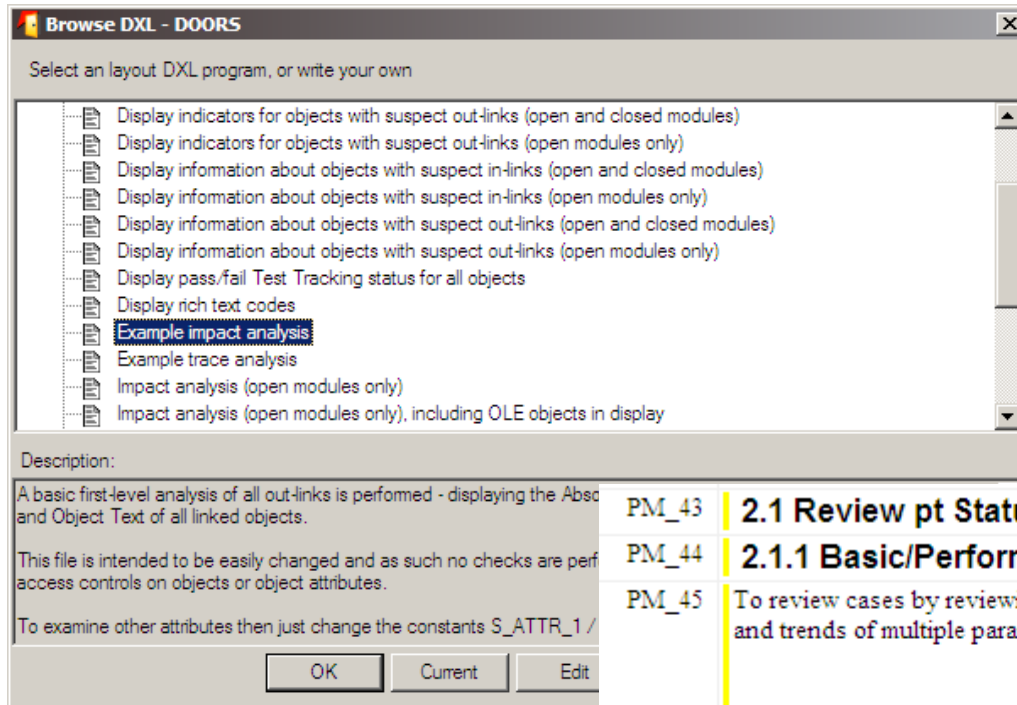 Browse DXL - DOORS
Select an layout DXL program, or write your own
Display indicators for objects with suspect out-links (open and closed modules)
Display indicators for objects with suspect out-links (open modules only)
Display information about objects with suspect in-links (open and closed modules)
Display information about objects with suspect in-links (open modules only)
Display information about objects with suspect out-links (open and closed modules)
Display information about objects with suspect out-links (open modules only)
Display pass/fail Test Tracking status for all objects
Display rich text codes
Example impact analysis
Example trace analysis
Impact analysis (open modules only)
Impact analysis (open modules only), including OLE objects in display
Description:
A basic first-level analysis of all out-links is performed - displaying the
and Object Text of all linked objects.
This file is intended to be easily changed and as such no checks are
access controls on objects or object attributes.
To examine other attributes then just change the constants S_ATTR_1 /
OK Current Edit
PM_43 2.1 Review pt
PM_44 2.1.1
PM_45 To review cases by
and trends of multiple